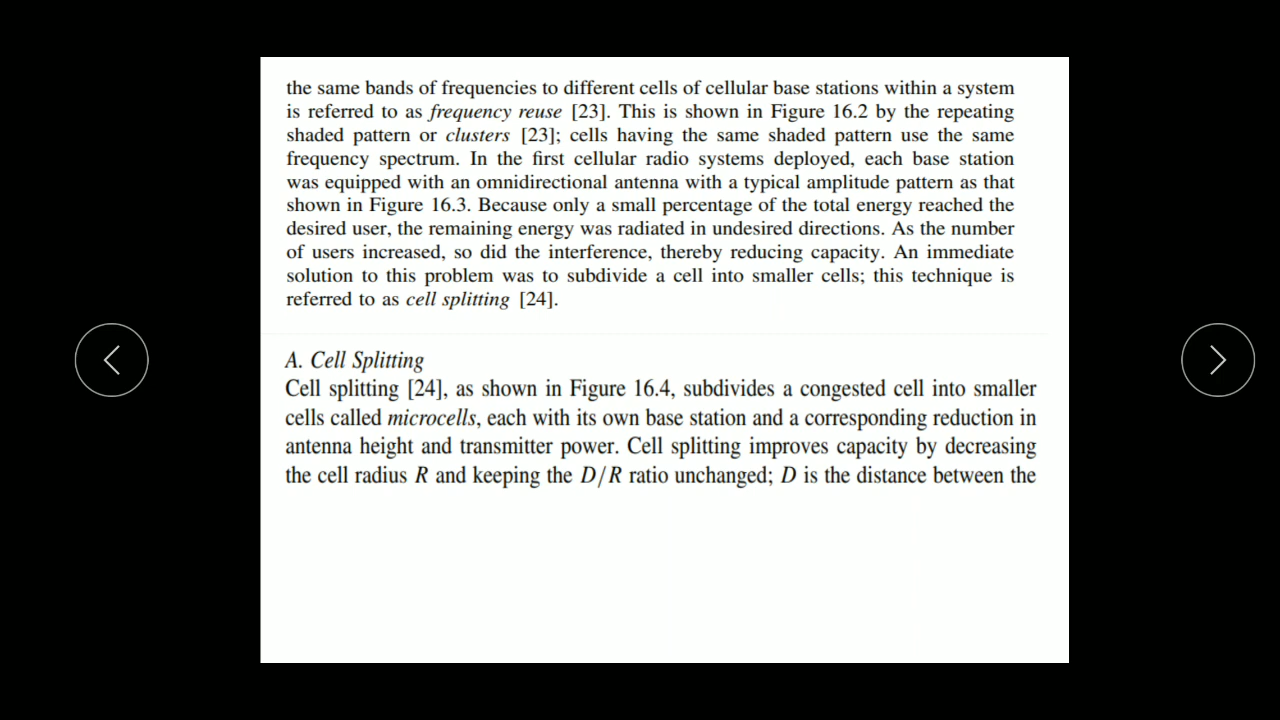 the same bands of frequencies to different cells of cellular base stations within a system
is referred to as frequency reuse [23]. This is shown in Figure 16.2 by the repeating
shaded pattern or clusters [23]; cells having the same shaded pattern use the same
frequency spectrum. In the first cellular radio systems deployed, each base station
was equipped with an omnidirectional antenna with a typical amplitude pattern as that
shown in Figure 16.3. Because only a small percentage of the total energy reached the
desired user, the remaining energy was radiated in undesired directions. As the number
of users increased, so did the interference, thereby reducing capacity. An immediate
solution to this problem was to subdivide a cell into smaller cells; this technique is
referred to as cell splitting [24].
A. Cell Splitting
Cell splitting [24], as shown in Figure 16.4, subdivides a congested cell into smaller
cells called microcells, each with its own base station and a corresponding reduction in
antenna height and transmitter power. Cell splitting improves capacity by decreasing
the cell radius R and keeping the D/R ratio unchanged; D is the distance between the